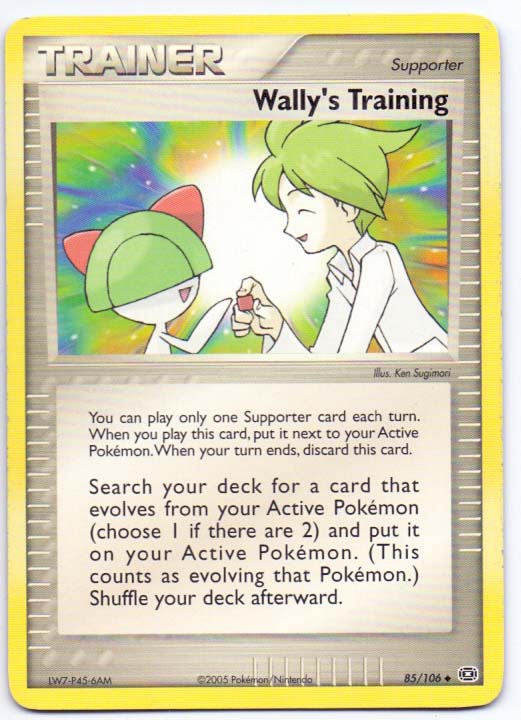 TRAINER
Supporter
Wally's Training
Illus. Ken Sugimori
You can play only one Supporter card each turn.
When you play this card, put it next to your Active
Pokémon. When your turn ends, discard this card.
Search your deck for a card that
evolves from your Active Pokémon
(choose 1 if there are 2) and put it
on your Active Pokémon. (This
counts as evolving that Pokémon.)
Shuffle your deck afterward.
LW7-P45-6AM
©2005 Pokémon/Nintendo
85/106